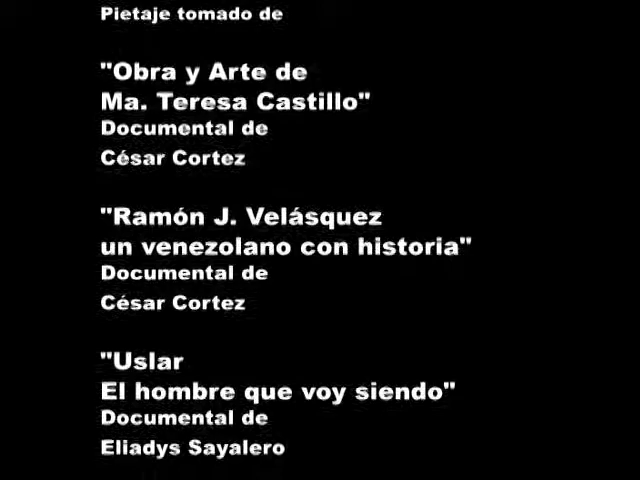 Pietaje tomado de
"Obra y Arte de
Ma. Teresa Castillo"
Documental de
César Cortez
"Ramón J. Velásquez
un venezolano con historia"
Documental de
César Cortez
"Uslar
El hombre que voy siendo"
Documental de
Eliadys Sayalero